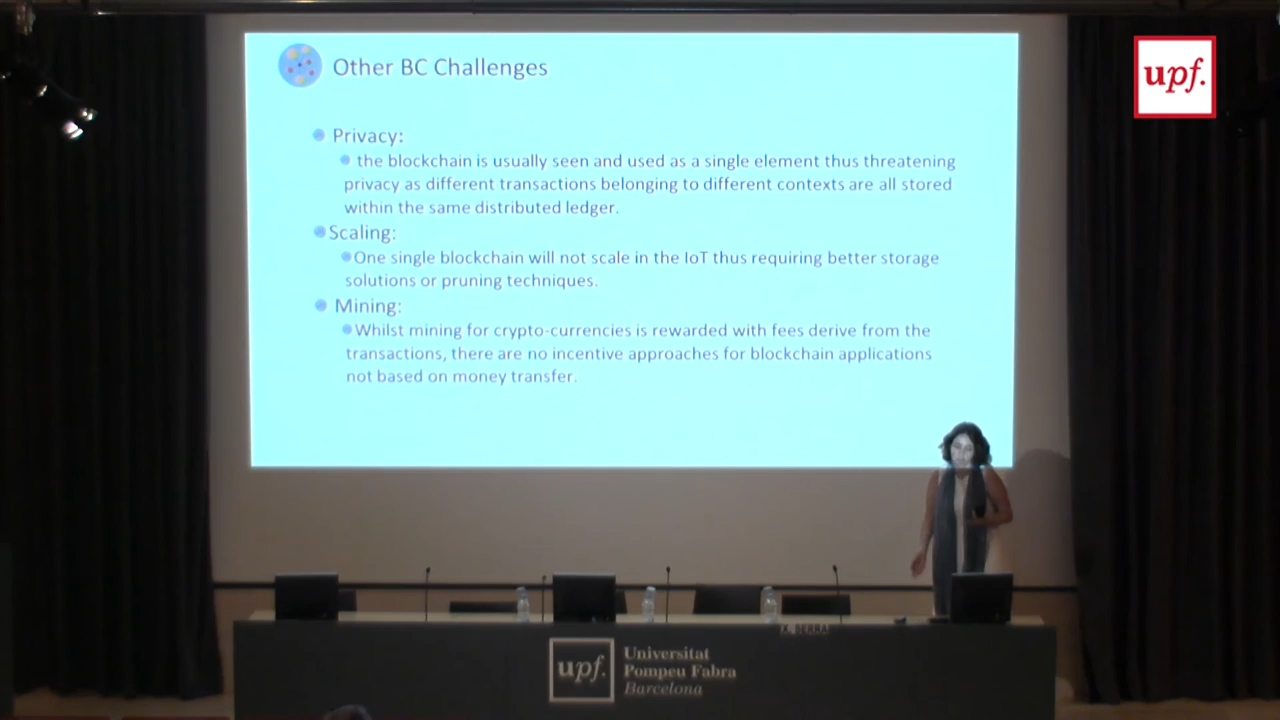 Other BC Challenges
upf.
Privacy:
the blockchain is usually seen and used as a single element thus threatening
privacy as different transactions belonging to different contexts are all stored
within the same distributed ledger.
Scaling:
One single blockchain will not scale in the IoT thus requiring better storage
solutions or pruning techniques.
Mining:
Whilst mining for crypto-currencies is rewarded with fees derive from the
transactions, there are no incentive approaches for blockchain applications
not based on money transfer.
X. SERRA
upf.
Universitat
Pompeu Fabra
Barcelona